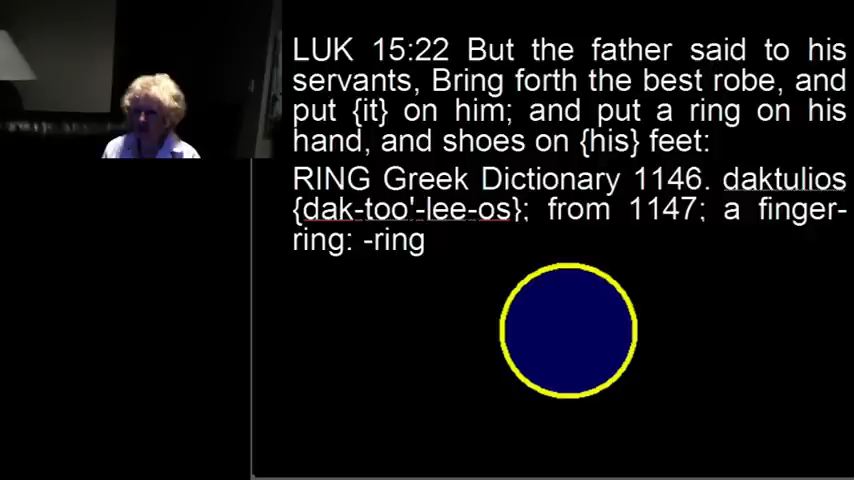 LUK 15:22 But the father said to his
servants, Bring forth the best robe, and
put {it} on him; and put a ring on his
hand, and shoes on {his} feet:
RING Greek Dictionary 1146. daktulios
{dak-too'-lee-os}; from 1147; a finger-
ring: -ring